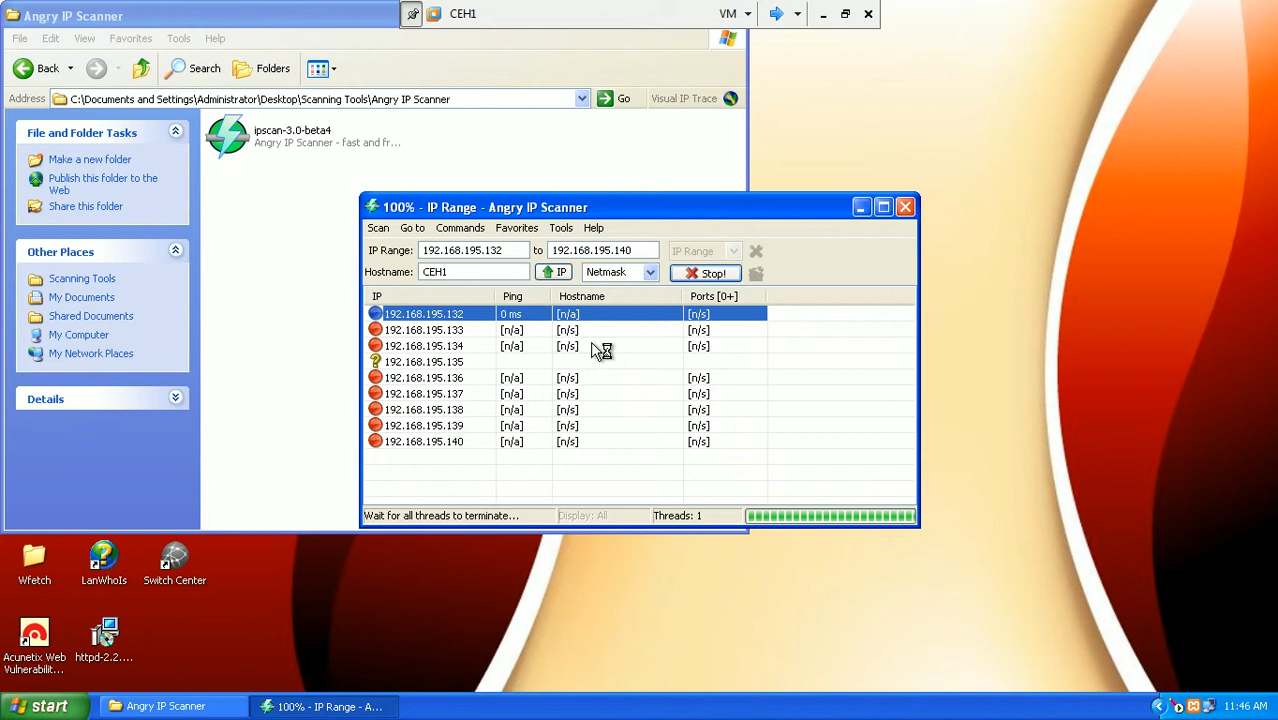 Angry IP Scanner
CEH1
VM
File Edit View Favorites Tools Help
Back Search Folders
Address C:\Documents and Settings\Administrator\Desktop\Scanning Tools\Angry IP Scanner Go Visual IP Trace
File and Folder Tasks
Make a new folder
Publish this folder to the
Web
Share this folder
Other Places
Scanning Tools
My Documents
Shared Documents
My Computer
My Network Places
Details
ipscan-3.0-beta4
Angry IP Scanner - fast and fr...
100% - IP Range - Angry IP Scanner
Scan Go to Commands Favorites Tools Help
IP Range: 192.168.195.132 to 192.168.195.140 IP Range
Hostname: CEH1 IP Netmask Stop!
IP Ping Hostname Ports [0+]
192.168.195.132 0 ms [n/a] [n/s]
192.168.195.133 [n/a] [n/s] [n/s]
192.168.195.134 [n/a] [n/s] [n/s]
192.168.195.135
192.168.195.136 [n/a] [n/s] [n/s]
192.168.195.137 [n/a] [n/s] [n/s]
192.168.195.138 [n/a] [n/s] [n/s]
192.168.195.139 [n/a] [n/s] [n/s]
192.168.195.140 [n/a] [n/s] [n/s]
Wait for all threads to terminate... Display: All Threads: 1
Wfetch
LanWhoIs
Switch Center
Acunetix Web
Vulnerabilit...
httpd-2.2....
start Angry IP Scanner 100% - IP Range - A... 11:46 AM